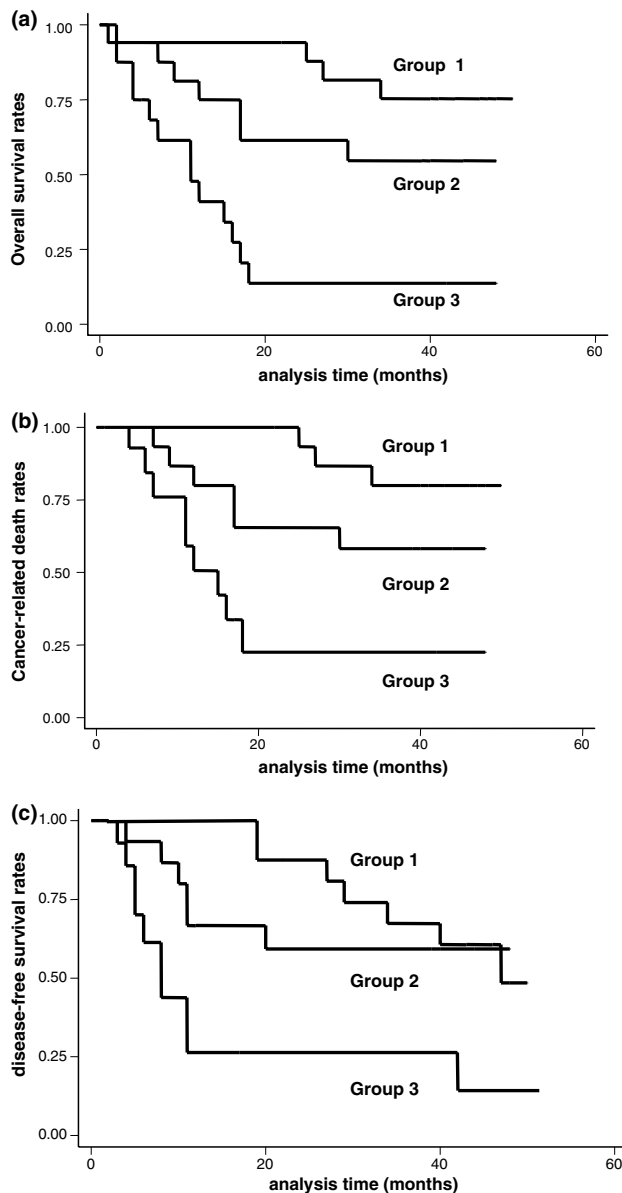 (a)
Overall survival rates
1.00
0.75
0.50
0.25
0.00
Group 1
Group 2
Group 3
0 20 40 60
analysis time (months)
(b)
Cancer-related death rates
1.00
0.75
0.50
0.25
0.00
Group 1
Group 2
Group 3
0 20 40 60
analysis time (months)
(c)
disease-free survival rates
1.00
0.75
0.50
0.25
0.00
Group 1
Group 2
Group 3
0 20 40 60
analysis time (months)